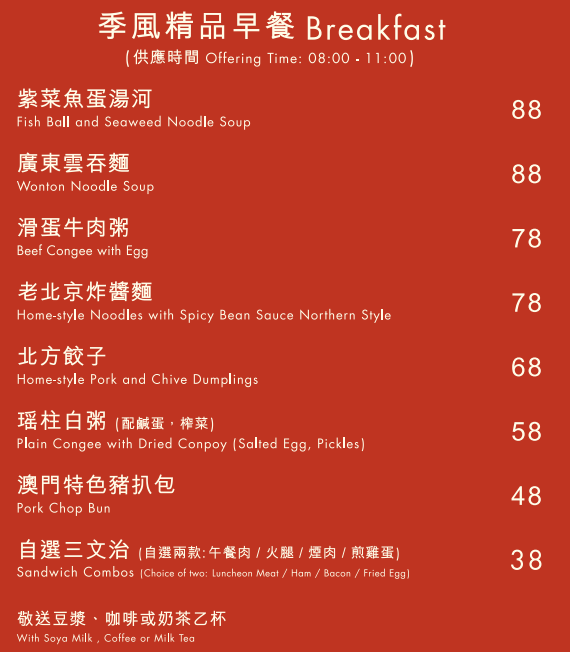 季風精品早餐 Breakfast
(供應時間 Offering Time: 08:00 - 11:00)
紫菜魚蛋湯河 88
Fish Ball and Seaweed Noodle Soup
廣東雲吞麵 88
Wonton Noodle Soup
滑蛋牛肉粥 78
Beef Congee with Egg
老北京炸醬麵 78
Home-style Noodles with Spicy Bean Sauce Northern Style
北方餃子 68
Home-style Pork and Chive Dumplings
瑶柱白粥 (配鹹蛋,榨菜) 58
Plain Congee with Dried Conpoy (Salted Egg, Pickles)
澳門特色豬扒包 48
Pork Chop Bun
自選三文治 (自選兩款:午餐肉 / 火腿 / 煙肉 / 煎雞蛋) 38
Sandwich Combos (Choice of two: Luncheon Meat / Ham / Bacon / Fried Egg)
敬送豆漿、咖啡或奶茶乙杯
With Soya Milk , Coffee or Milk Tea